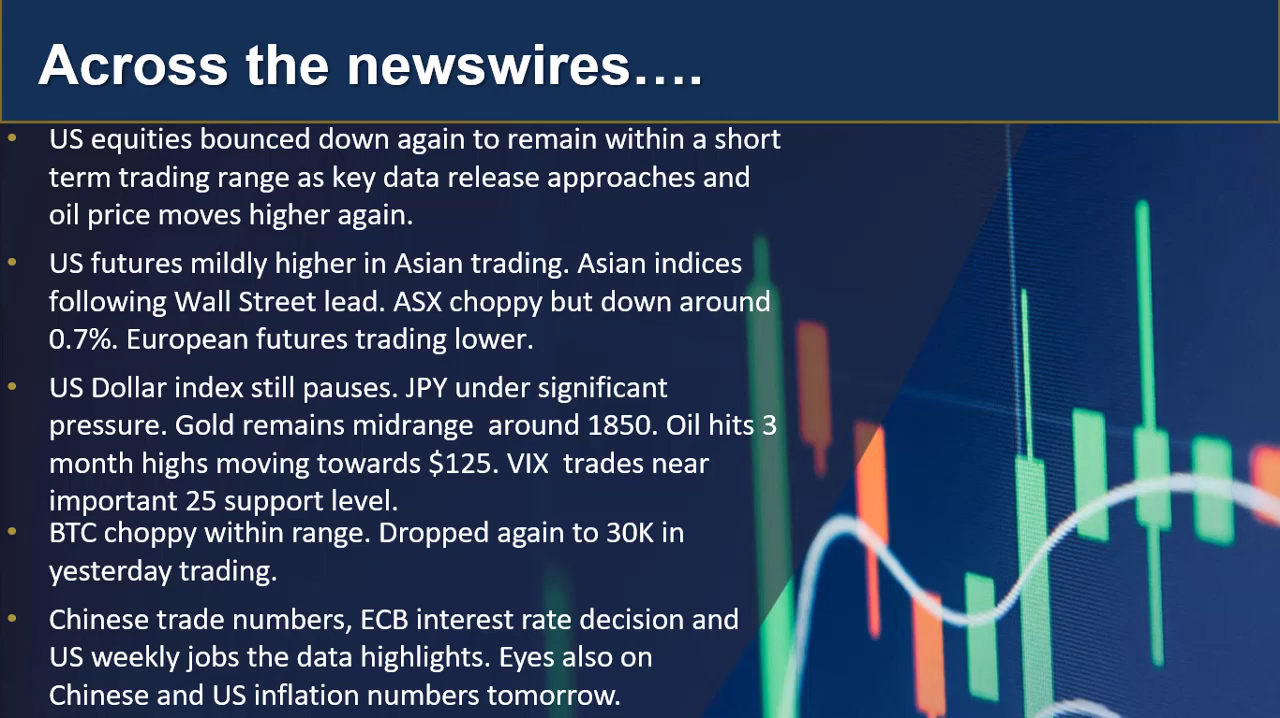 Across the newswires….
• US equities bounced down again to remain within a short
term trading range as key data release approaches and
oil price moves higher again.
• US futures mildly higher in Asian trading. Asian indices
following Wall Street lead. ASX choppy but down around
0.7%. European futures trading lower.
• US Dollar index still pauses. JPY under significant
pressure. Gold remains midrange  around 1850. Oil hits 3
month highs moving towards $125. VIX  trades near
important 25 support level.
• BTC choppy within range. Dropped again to 30K in
yesterday trading.
• Chinese trade numbers, ECB interest rate decision and
US weekly jobs the data highlights. Eyes also on
Chinese and US inflation numbers tomorrow.